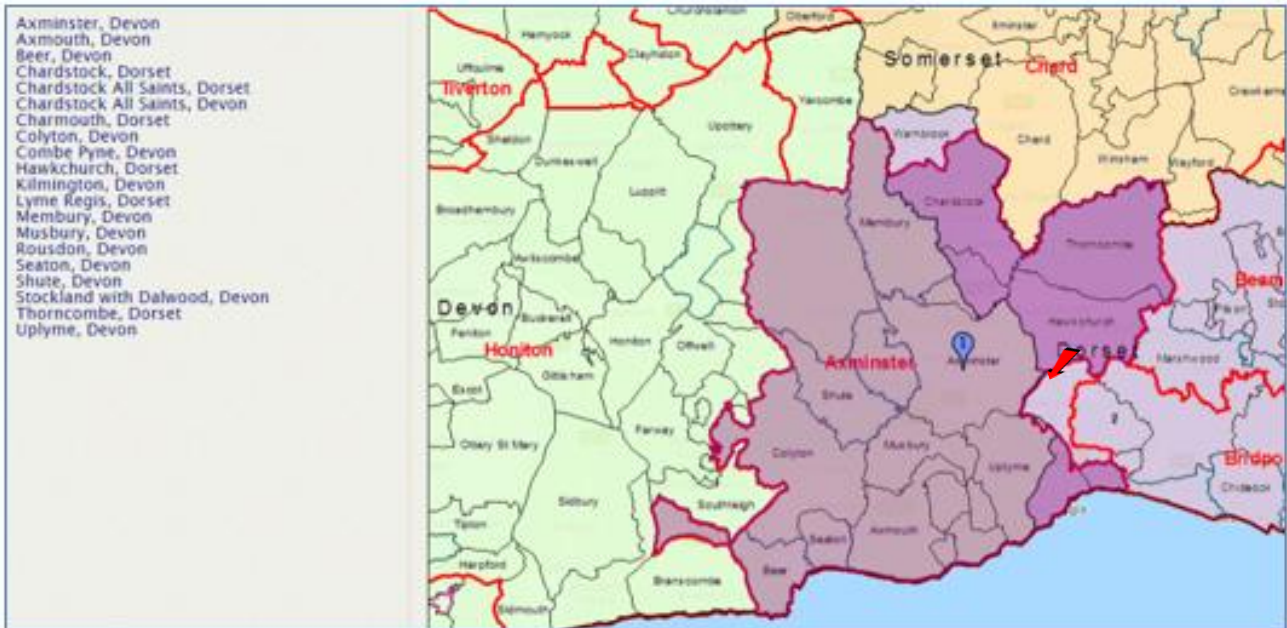 Axminster, Devon
Axmouth, Devon
Beer, Devon
Chardstock, Dorset
Chardstock All Saints, Dorset
Chardstock All Saints, Devon
Charmouth, Dorset
Colyton, Devon
Combe Pyne, Devon
Hawkchurch, Dorset
Kilmington, Devon
Lyme Regis, Dorset
Membury, Devon
Musbury, Devon
Rousdon, Devon
Seaton, Devon
Shute, Devon
Stockland with Dalwood, Devon
Thorncombe, Dorset
Uplyme, Devon
Churchstanton
Otterford
Ilminster
Hemyock
Clayhidon
Somerset
Chard
Uffculme
Tiverton
Yarcombe
Crewkerne
Sheldon
Upottery
Wambrook
Chard
Winsham
Wayford
Dunkeswell
Luppitt
Chardstock
Broadhembury
Membury
Thorncombe
Awliscombe
Beam
Devon
Hawkchurch
Pilsdon
Buckerell
Feniton
Honiton
Honiton
Offwell
Axminster
Axminster
Dorset
Marshwood
Gittisham
Shute
Farway
Ottery St Mary
Colyton
Musbury
Uplyme
Bridpo
Chideock
Sidbury
Southleigh
Tipton
Seaton
Axmouth
Harpford
Beer
Branscombe
Sidmouth